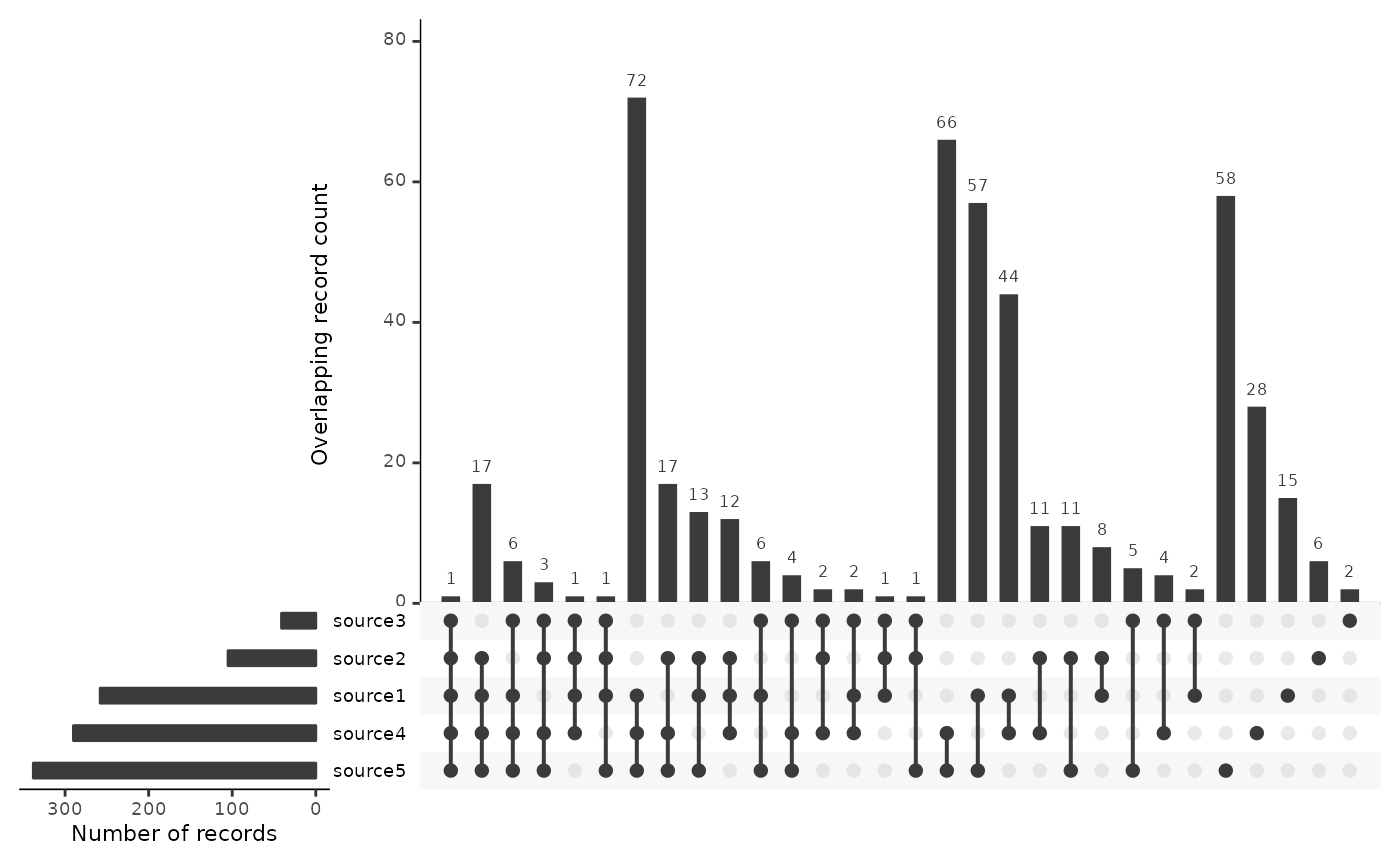 80
60
40
20
0
Overlapping record count
1 17 6 3 1 1 72 17 13 12 6 4 2 2 1 1 66 57 44 11 11 8 5 4 2 58 28 15 6 2
source3
source2
source1
source4
source5
300 200 100 0
Number of records